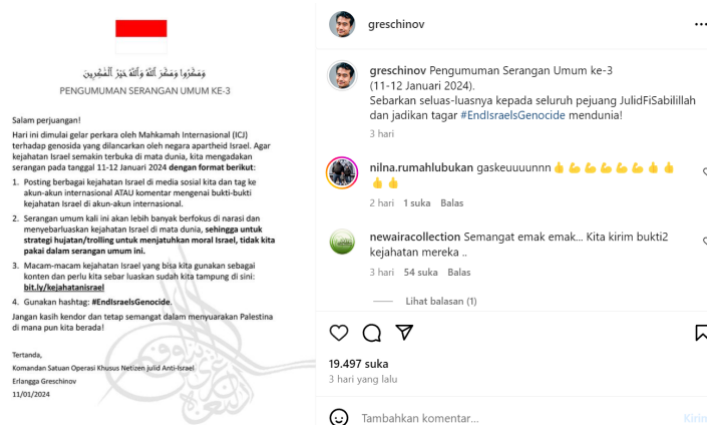 وَمَكَرُوا وَمَكَرَ اللَّهُ وَاللَّهُ خَيْرُ الْمَاكِرِينَ
PENGUMUMAN SERANGAN UMUM KE-3
Salam perjuangan!
Hari ini dimulai gelar perkara oleh Mahkamah Internasional (ICJ)
terhadap genosida yang dilancarkan oleh negara apartheid Israel. Agar
kejahatan Israel semakin terbuka di mata dunia, kita mengadakan
serangan pada tanggal 11-12 Januari 2024 dengan format berikut:
1. Posting berbagai kejahatan Israel di media sosial kita dan tag ke
akun-akun internasional ATAU komentar mengenai bukti-bukti
kejahatan Israel di akun-akun internasional.
2. Serangan umum kali ini akan lebih banyak berfokus di narasi dan
menyebarluaskan kejahatan Israel di mata dunia, sehingga untuk
strategi hujatan/trolling untuk menjatuhkan moral Israel, tidak kita
pakai dalam serangan umum ini.
3. Macam-macam kejahatan Israel yang bisa kita gunakan sebagai
konten dan perlu kita sebar luaskan sudah kita tampung di sini:
bit.ly/kejahatanisrael
4. Gunakan hashtag: #EndIsraelsGenocide.
Jangan kasih kendor dan tetap semangat dalam menyuarakan Palestina
di mana pun kita berada!
Tertanda,
Komandan Satuan Operasi Khusus Netizen Julid Anti-Israel
Erlangga Greschinov
11/01/2024
greschinov
greschinov Pengumuman Serangan Umum ke-3
(11-12 Januari 2024).
Sebarkan seluas-luasnya kepada seluruh pejuang JulidFiSabilillah
dan jadikan tagar #EndIsraelsGenocide mendunia!
3 hari
nilna.rumahlubukan gaskeuuuunnn👍💪💪💪💪💪👍👍
👍👍
2 hari 1 suka Balas
newairacollection Semangat emak emak... Kita kirim bukti2
kejahatan mereka ..
3 hari 54 suka Balas
Lihat balasan (1)
19.497 suka
3 hari yang lalu
Tambahkan komentar...
Kirim